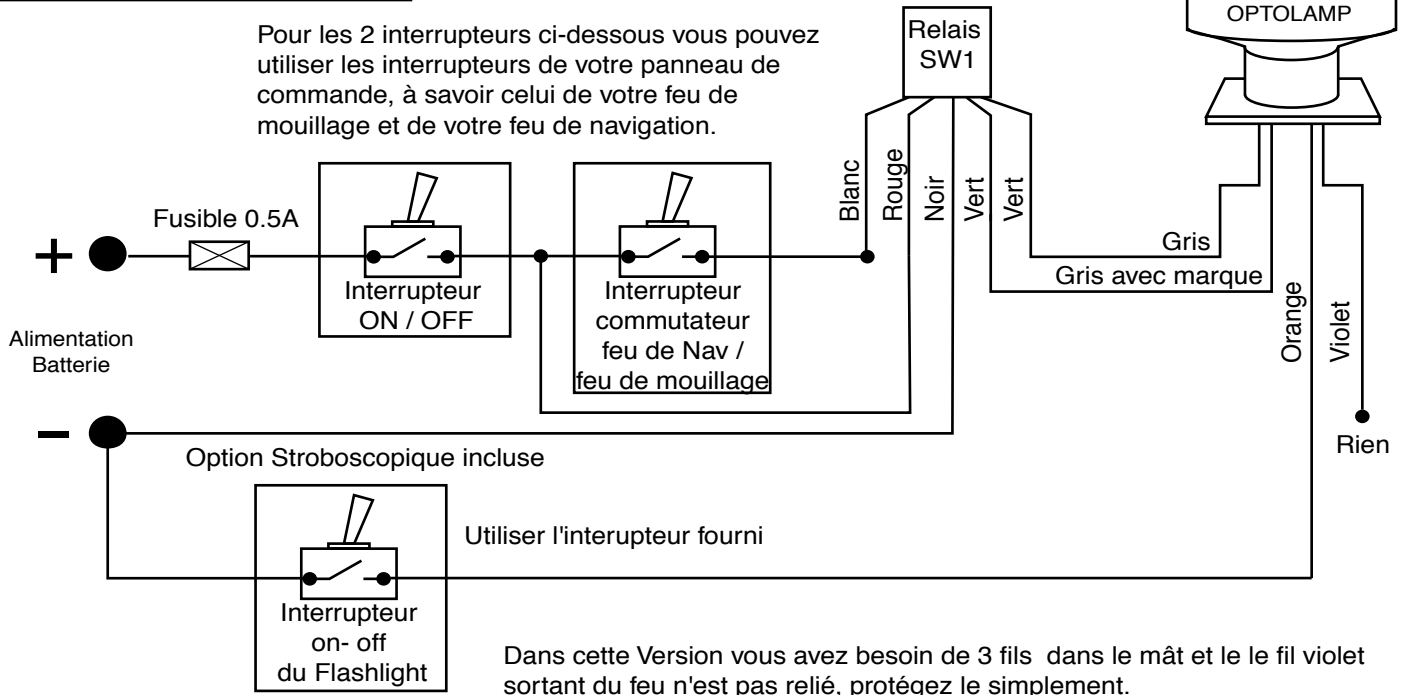 OPTOLAMP
Pour les 2 interrupteurs ci-dessous vous pouvez
utiliser les interrupteurs de votre panneau de
commande, à savoir celui de votre feu de
mouillage et de votre feu de navigation.
Relais
SW1
Blanc
Rouge
Noir
Vert
Vert
Fusible 0.5A
+
Interrupteur
ON / OFF
Interrupteur
commutateur
feu de Nav /
feu de mouillage
Gris
Gris avec marque
Orange
Violet
Alimentation
Batterie
–
Rien
Option Stroboscopique incluse
Utiliser l'interupteur fourni
Interrupteur
on- off
du Flashlight
Dans cette Version vous avez besoin de 3 fils dans le mât et le le fil violet
sortant du feu n'est pas relié, protégez le simplement.